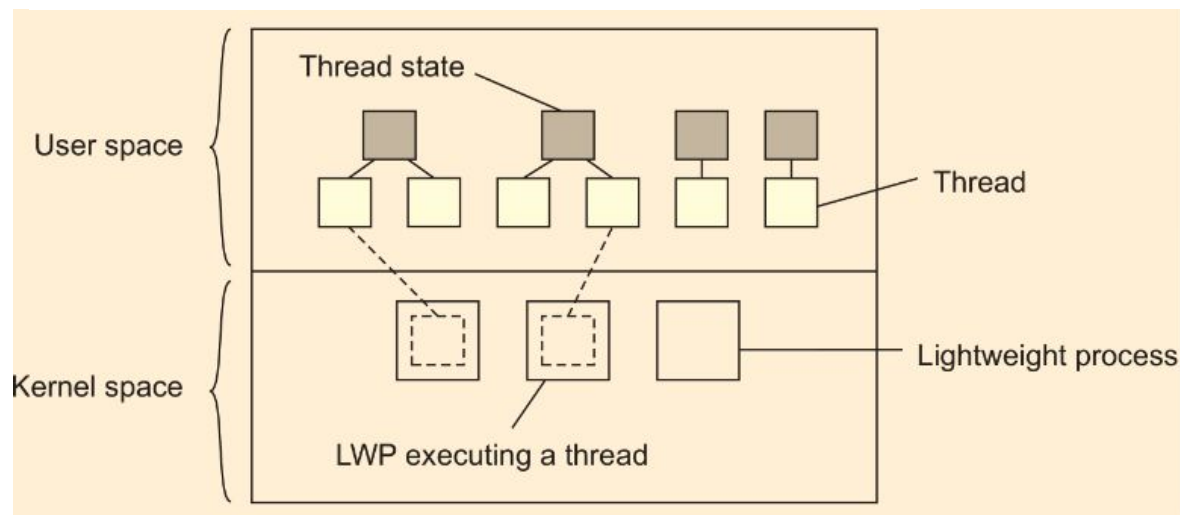 Thread state
User space
Thread
Lightweight process
Kernel space
LWP executing a thread